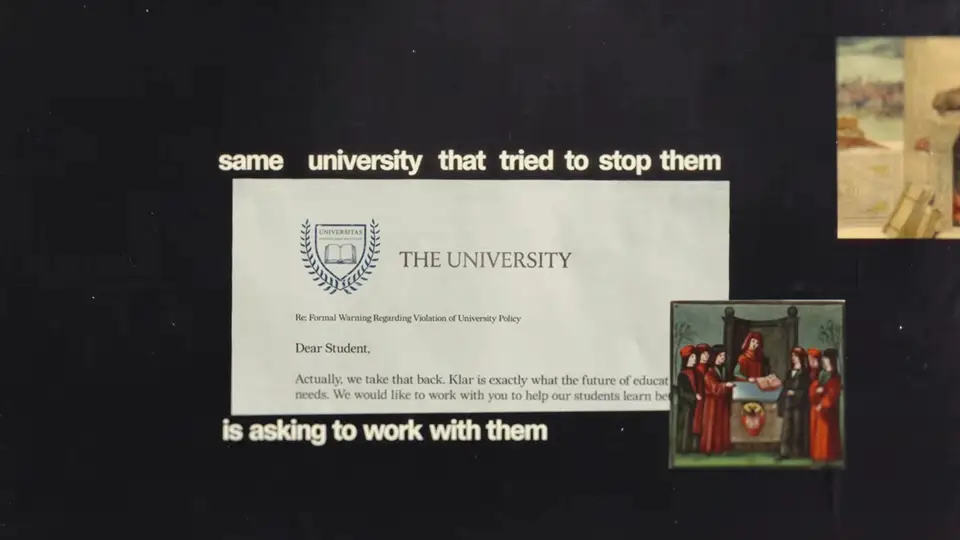 same university that tried to stop them
UNIVERSITAS
THE UNIVERSITY
Re: Formal Warning Regarding Violation of University Policy
Dear Student,
Actually, we take that back. Klar is exactly what the future of educat
needs. We would like to work with you to help our students learn be
is asking to work with them